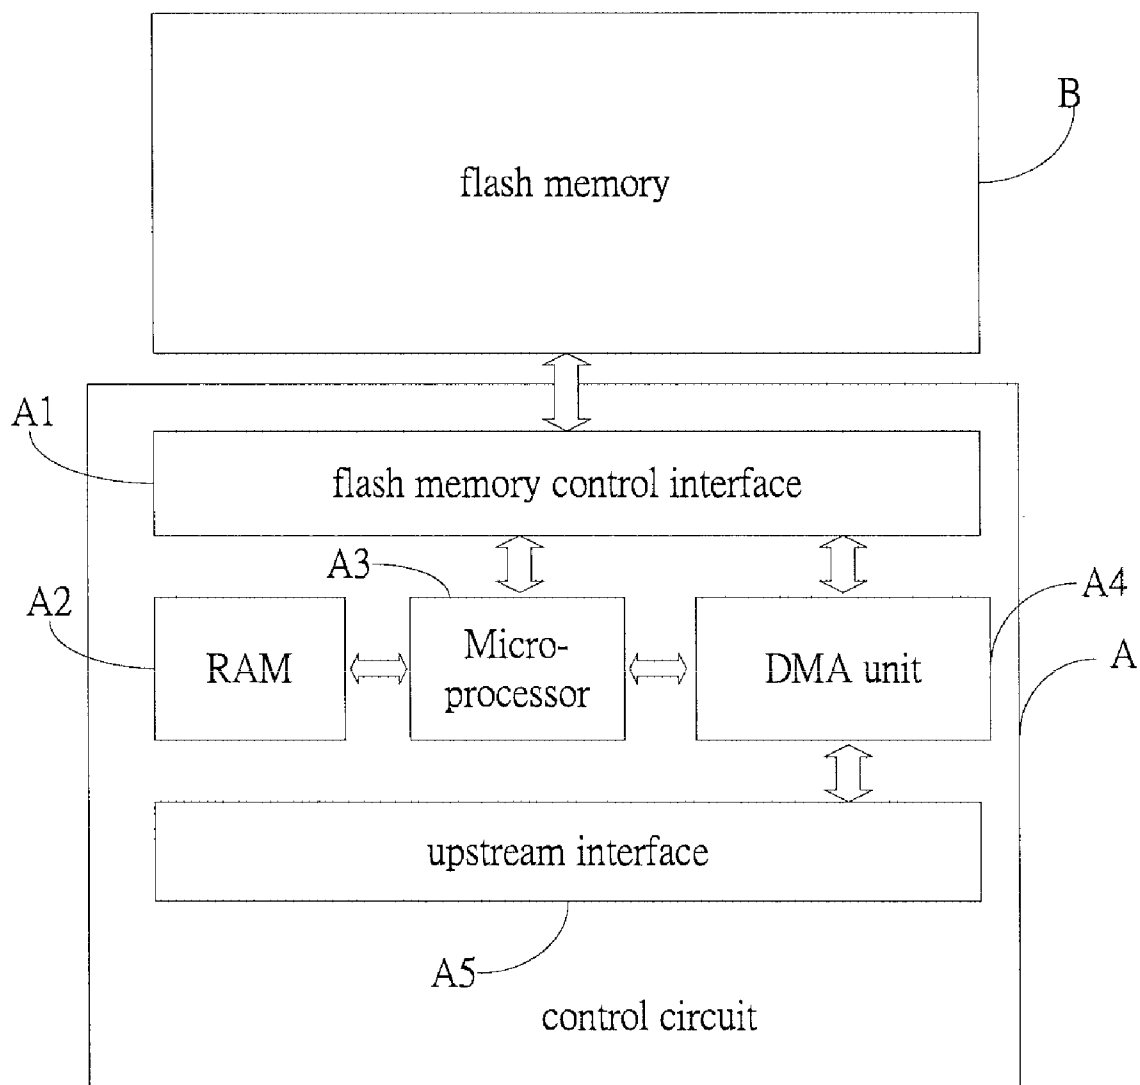 B
flash memory
A1
flash memory control interface
A3
A2
A4
RAM
Micro-
processor
DMA unit
A
upstream interface
A5
control circuit